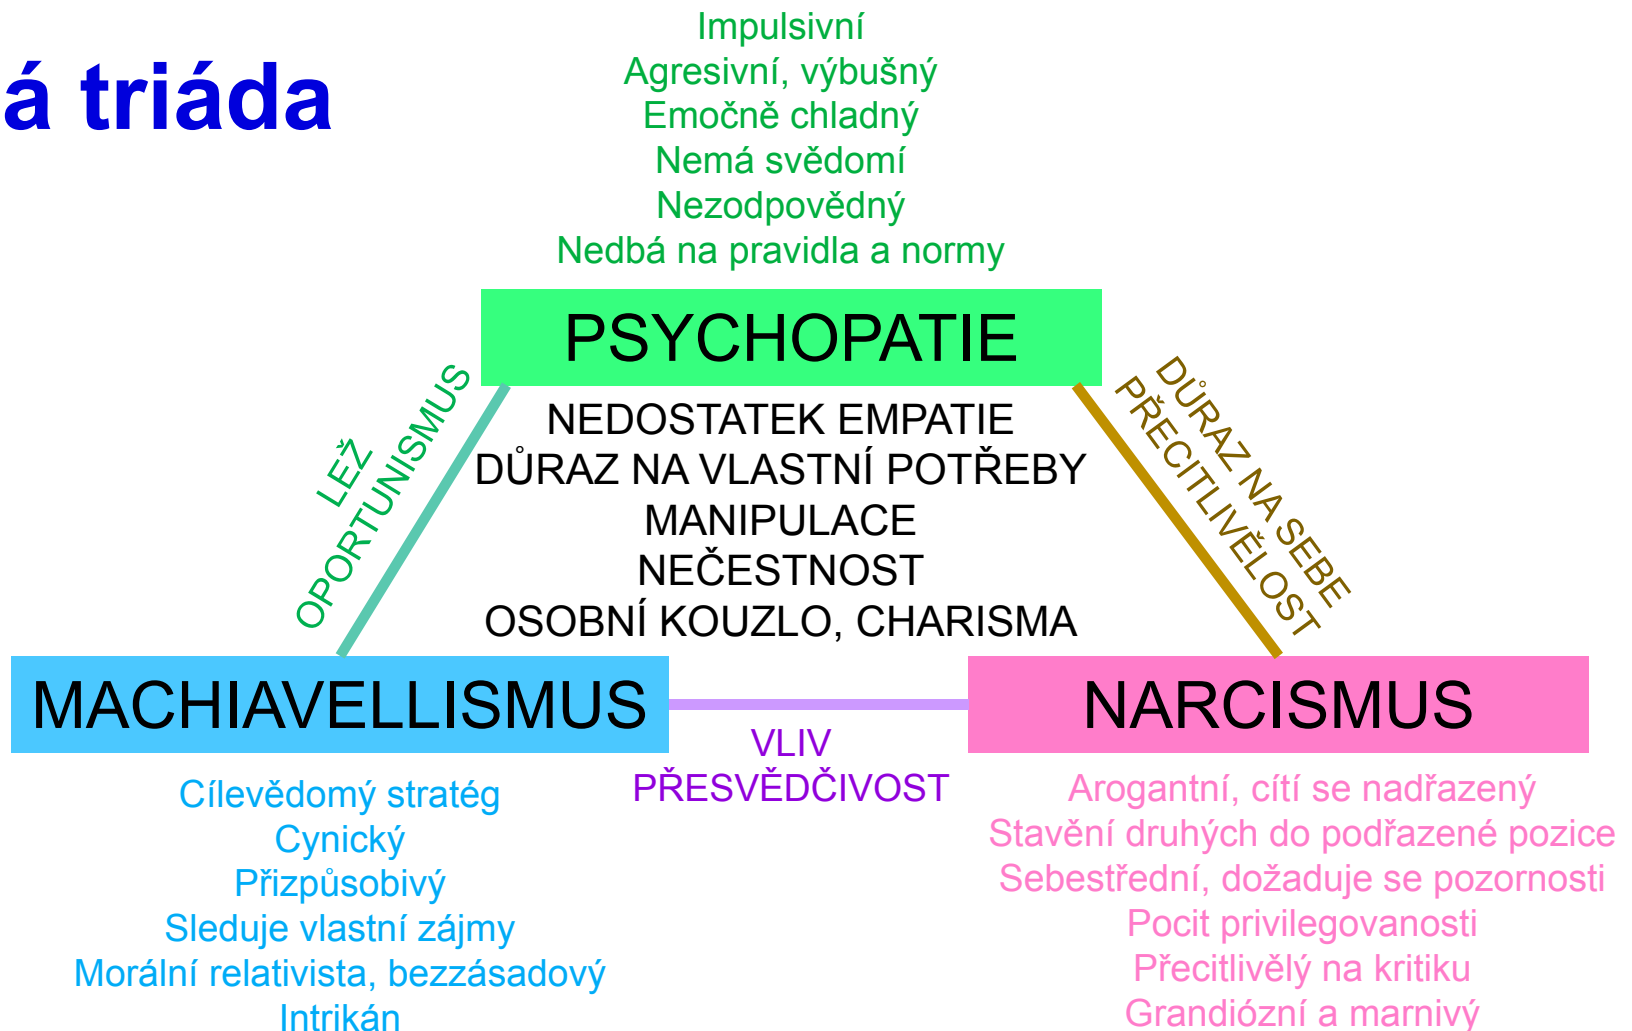 á triáda
Impulsivní
Agresivní, výbušný
Emočně chladný
Nemá svědomí
Nezodpovědný
Nedbá na pravidla a normy
PSYCHOPATIE
LEŽ
OPORTUNISMUS
DŮRAZ NA SEBE
PŘECITLIVĚLOST
NEDOSTATEK EMPATIE
DŮRAZ NA VLASTNÍ POTŘEBY
MANIPULACE
NEČESTNOST
OSOBNÍ KOUZLO, CHARISMA
MACHIAVELLISMUS
NARCISMUS
VLIV
PŘESVĚDČIVOST
Cílevědomý stratég
Cynický
Přizpůsobivý
Sleduje vlastní zájmy
Morální relativista, bezzásadový
Intrikán
Arogantní, cítí se nadřazený
Stavění druhých do podřazené pozice
Sebestřední, dožaduje se pozornosti
Pocit privilegovanosti
Přecitlivělý na kritiku
Grandiózní a marnivý